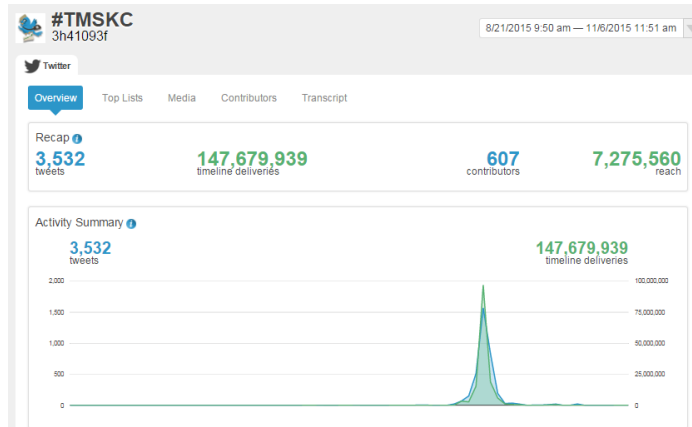 #TMSKC
3h41093f
8/21/2015 9:50 am — 11/6/2015 11:51 am
Twitter
Overview Top Lists Media Contributors Transcript
Recap
3,532 147,679,939 607 7,275,560
tweets timeline deliveries contributors reach
Activity Summary
3,532 147,679,939
tweets timeline deliveries
2,000 100,000,000
1,500 75,000,000
1,000 50,000,000
500 25,000,000
0 0